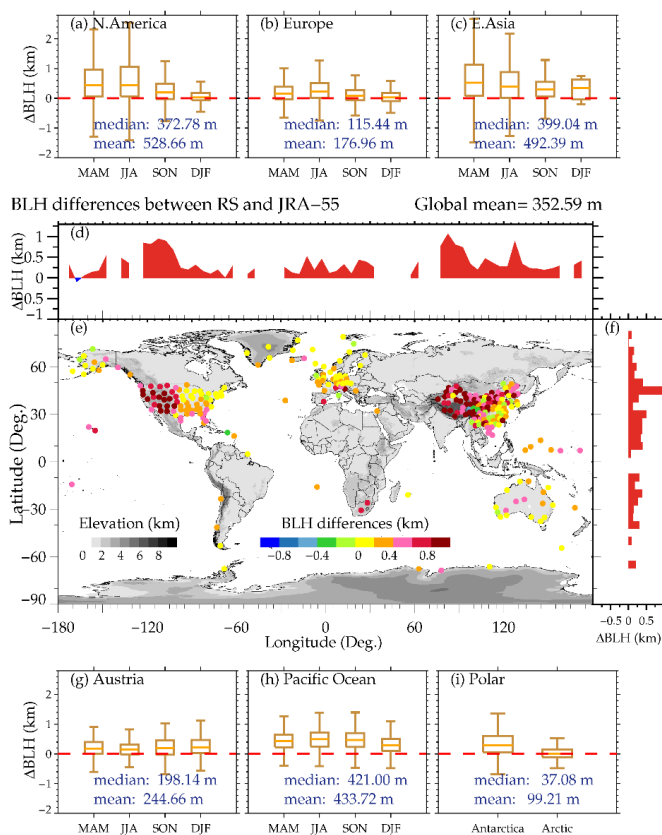 (a) N.America (b) Europe (c) E.Asia
ΔBLH (km)
2
1
0
1
2
median: 372.78 m
mean: 528.66 m
median: 115.44 m
mean: 176.96 m
median: 399.04 m
mean: 492.39 m
MAM JJA SON DJF MAM JJA SON DJF MAM JJA SON DJF
BLH differences between RS and JRA−55 Global mean= 352.59 m
(d)
ΔBLH (km)
1
0.5
0
0.5
−1
(e) (f)
Latitude (Deg.)
60
30
0
−30
−60
−90
Elevation (km)
0 2 4 6 8
BLH differences (km)
−0.8 −0.4 0 0.4 0.8
−180 −120 −60 0 60 120
Longitude (Deg.)
−0.5 0 0.5
ΔBLH (km)
(g) Austria (h) Pacific Ocean (i) Polar
ΔBLH (km)
2
1
0
1
2
median: 198.14 m
mean: 244.66 m
median: 421.00 m
mean: 433.72 m
median: 37.08 m
mean: 99.21 m
MAM JJA SON DJF MAM JJA SON DJF Antarctica Arctic